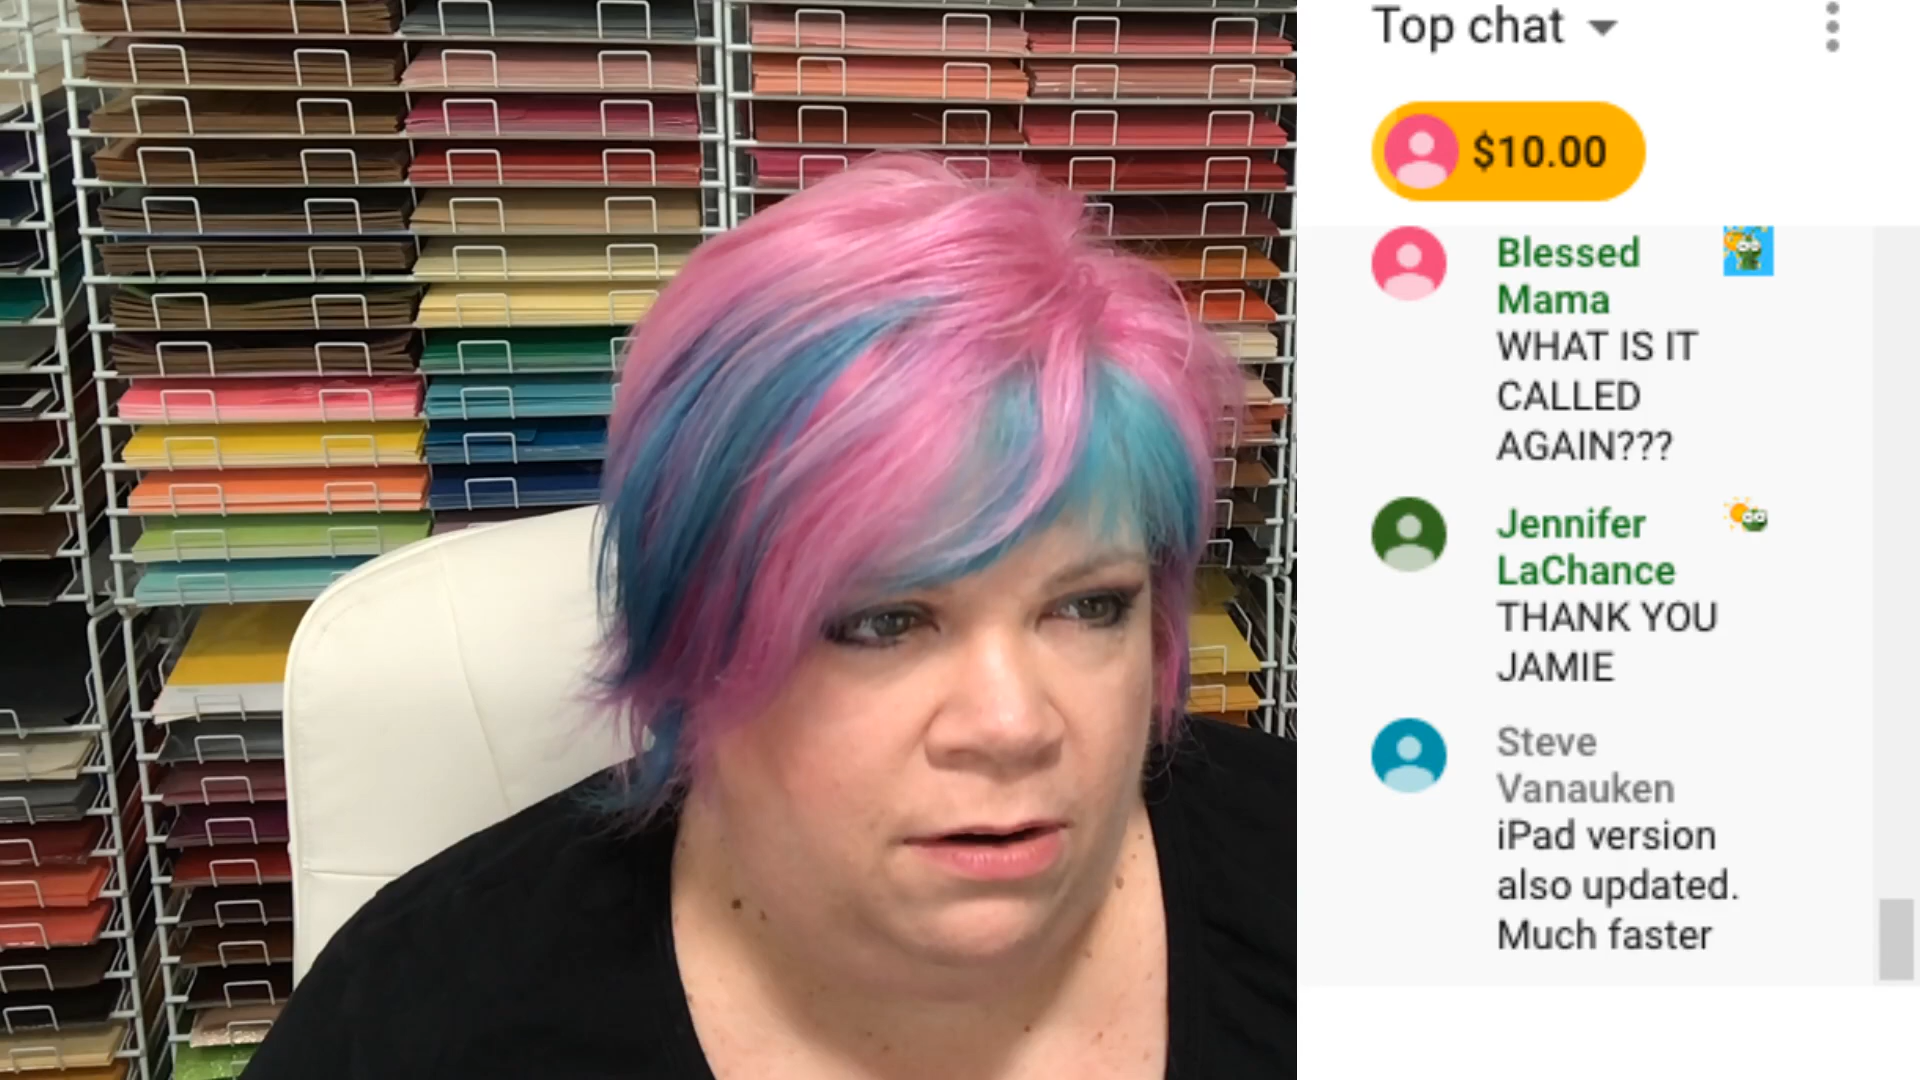 Top chat
$10.00
Blessed
Mama
WHAT IS IT
CALLED
AGAIN???
Jennifer
LaChance
THANK YOU
JAMIE
Steve
Vanauken
iPad version
also updated.
Much faster